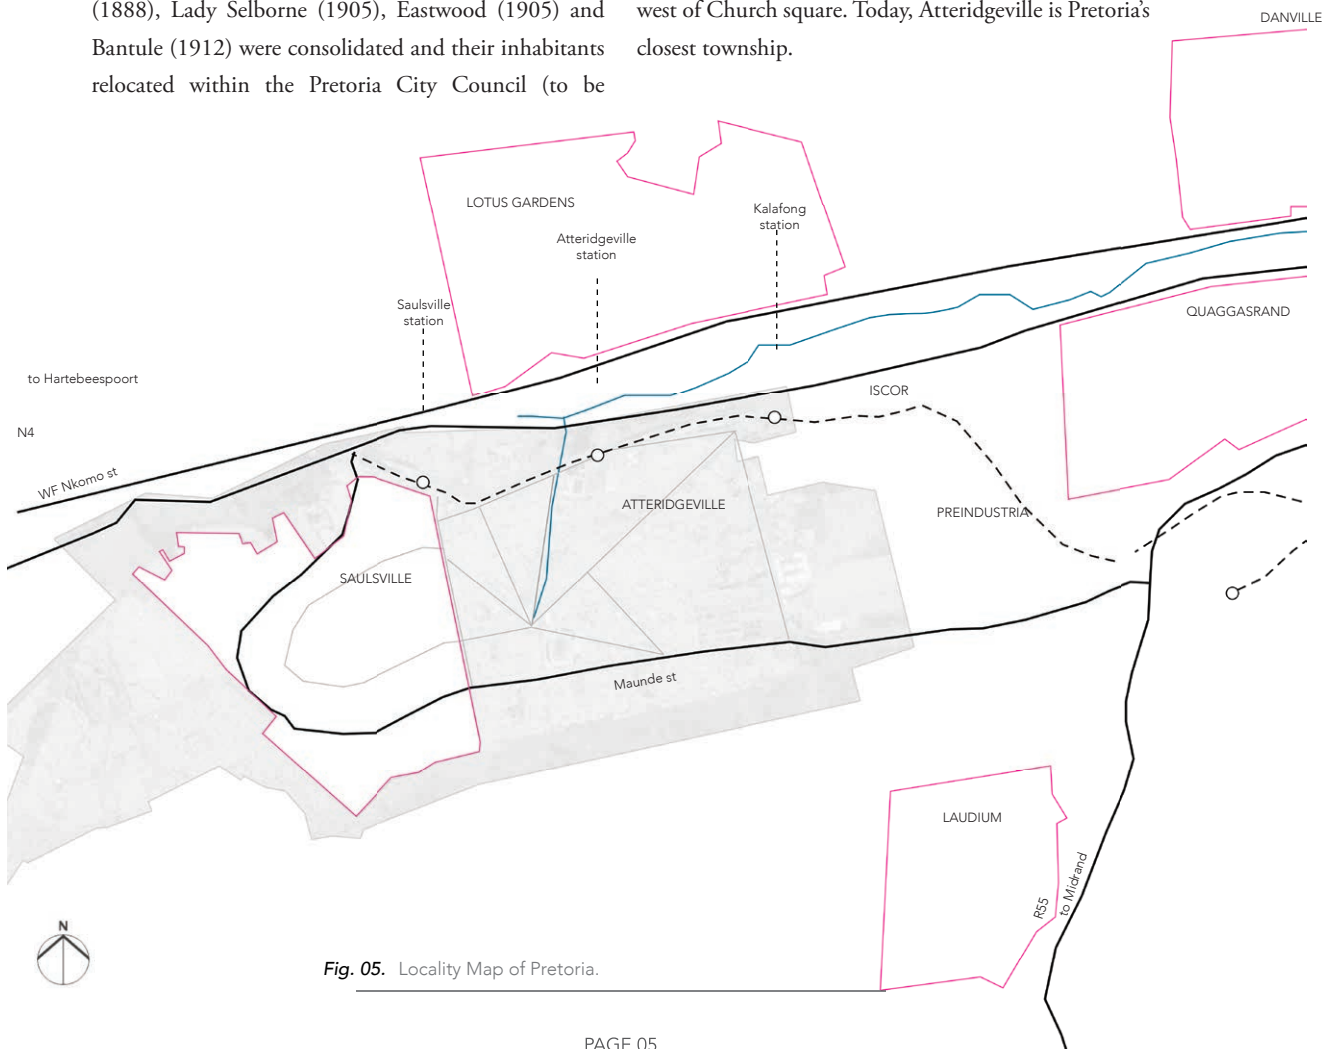 (1888), Lady Selborne (1905), Eastwood (1905) and
Bantule (1912) were consolidated and their inhabitants
relocated within the Pretoria City Council (to be
west of Church square. Today, Atteridgeville is Pretoria’s
closest township.
DANVILLE
LOTUS GARDENS
Kalafong
station
Atteridgeville
station
Saulsville
station
QUAGGASRAND
to Hartebeespoort
ISCOR
N4
WF Nkomo st
ATTERIDGEVILLE
PREINDUSTRIA
SAULSVILLE
Maunde st
LAUDIUM
R55
to Midrand
N
Fig. 05. Locality Map of Pretoria.
PAGE 05